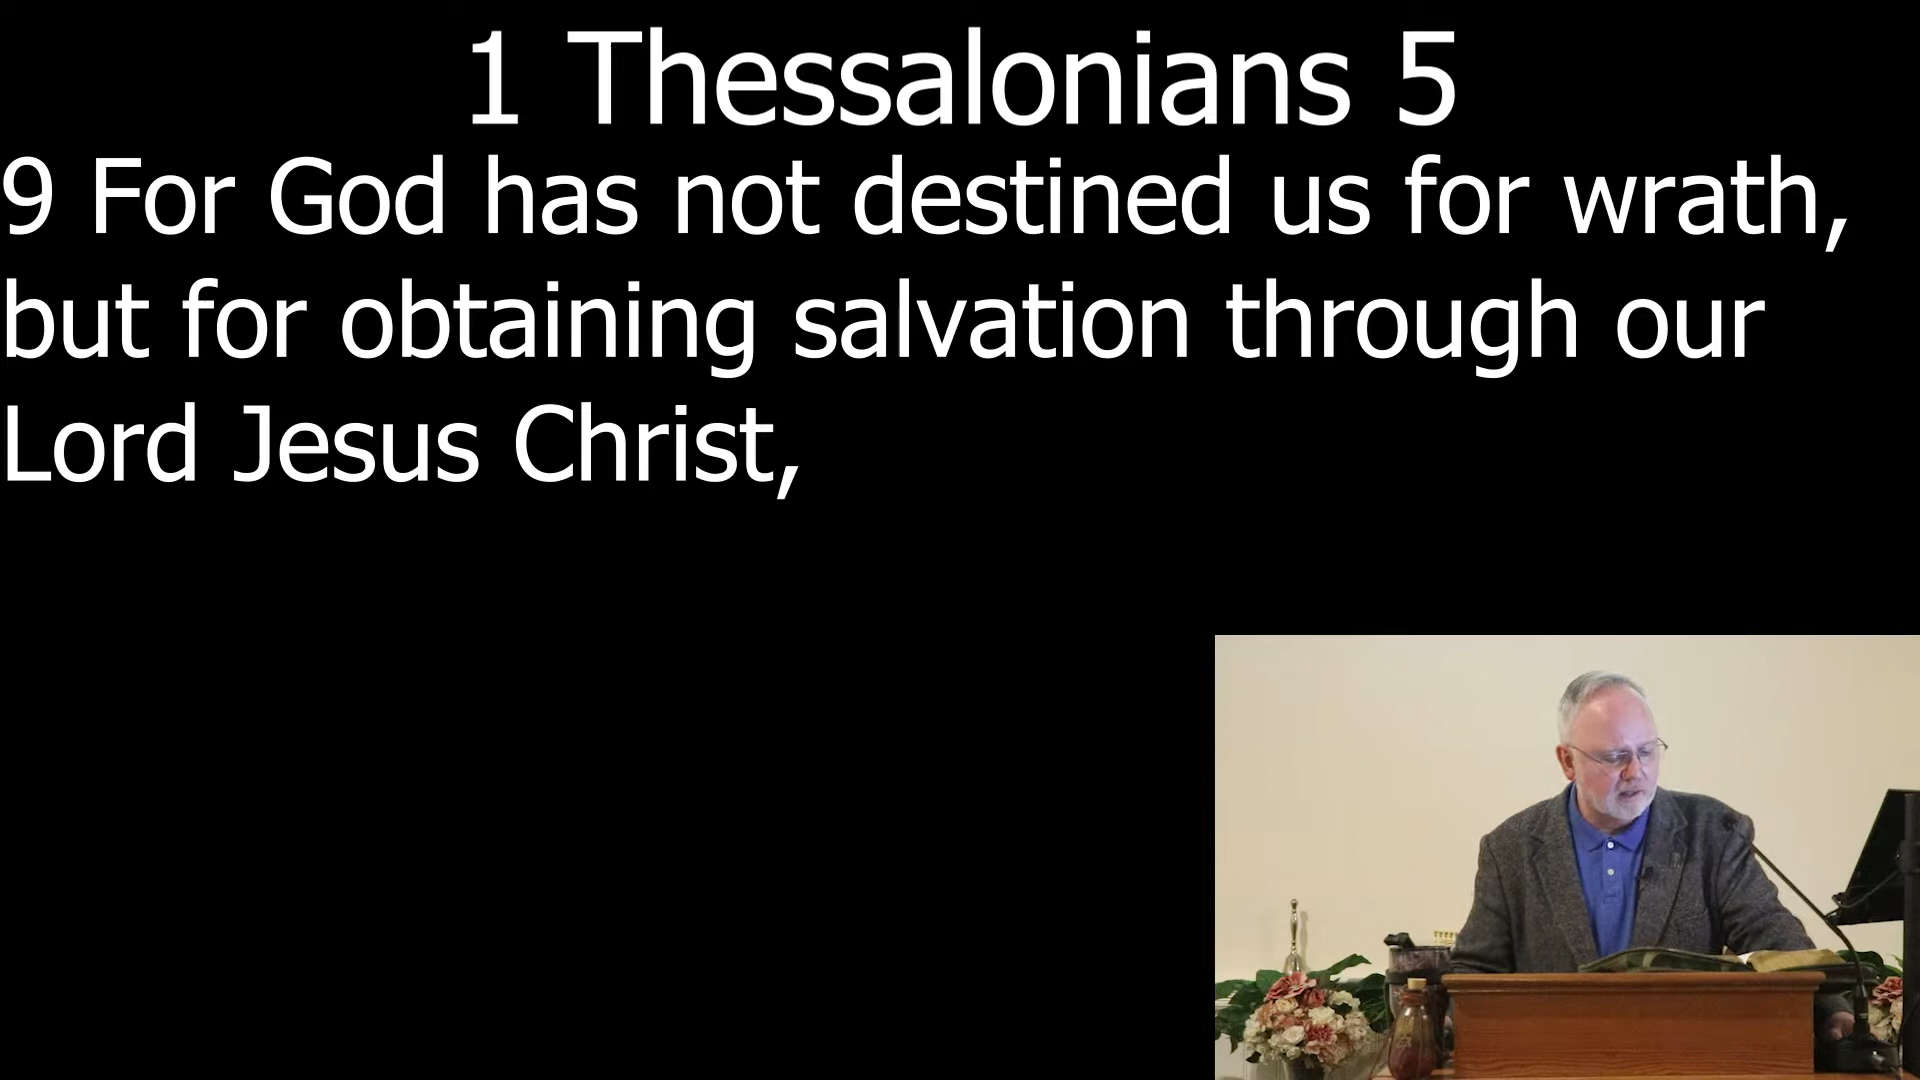 1 Thessalonians 5
9 For God has not destined us for wrath,
but for obtaining salvation through our
Lord Jesus Christ,